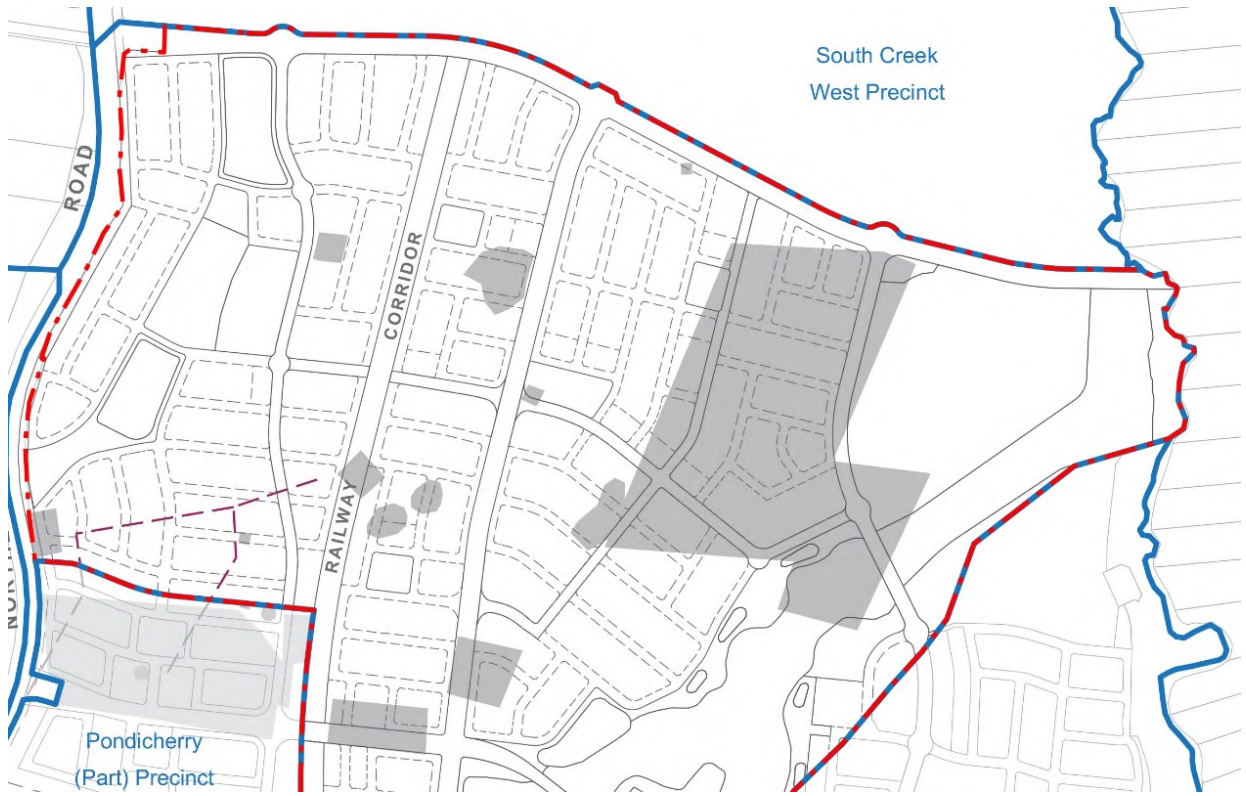 South Creek
West Precinct
ROAD
CORRIDOR
RAILWAY
Pondicherry
(Part) Precinct